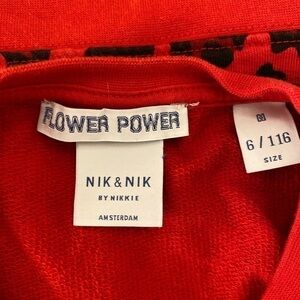 FLOWER POWER
NIK & NIK
BY NIKKIE
AMSTERDAM
6 / 116
SIZE